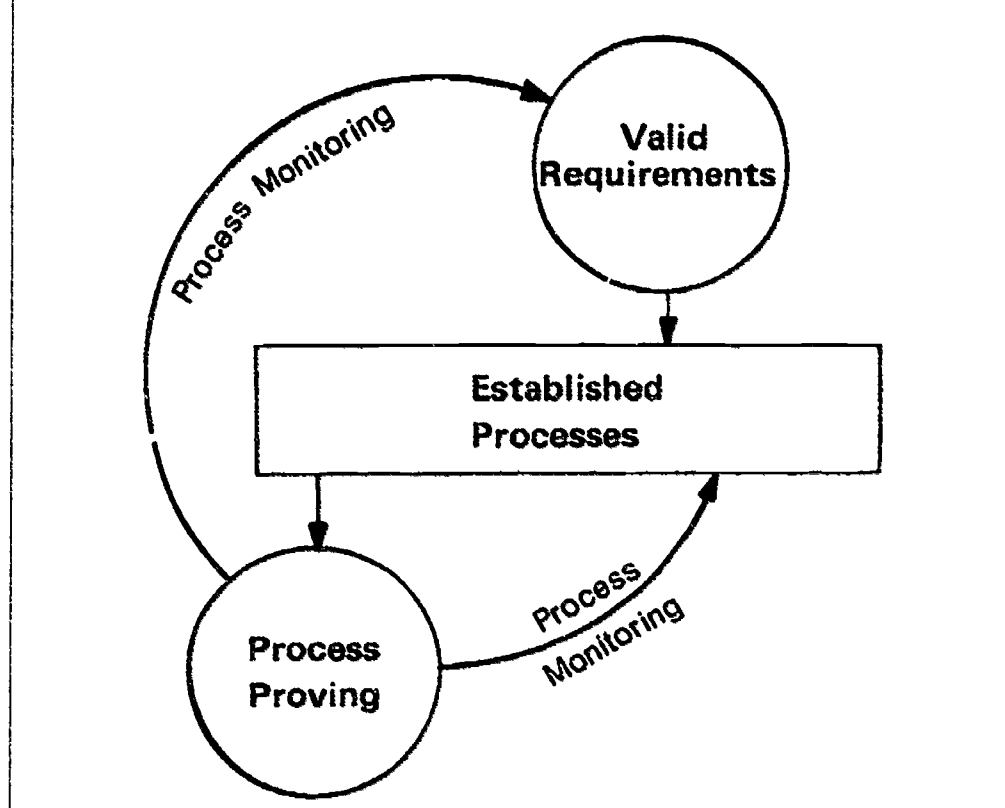 Valid
Requirements
Process Monitoring
Established
Processes
Process
Monitoring
Process
Proving